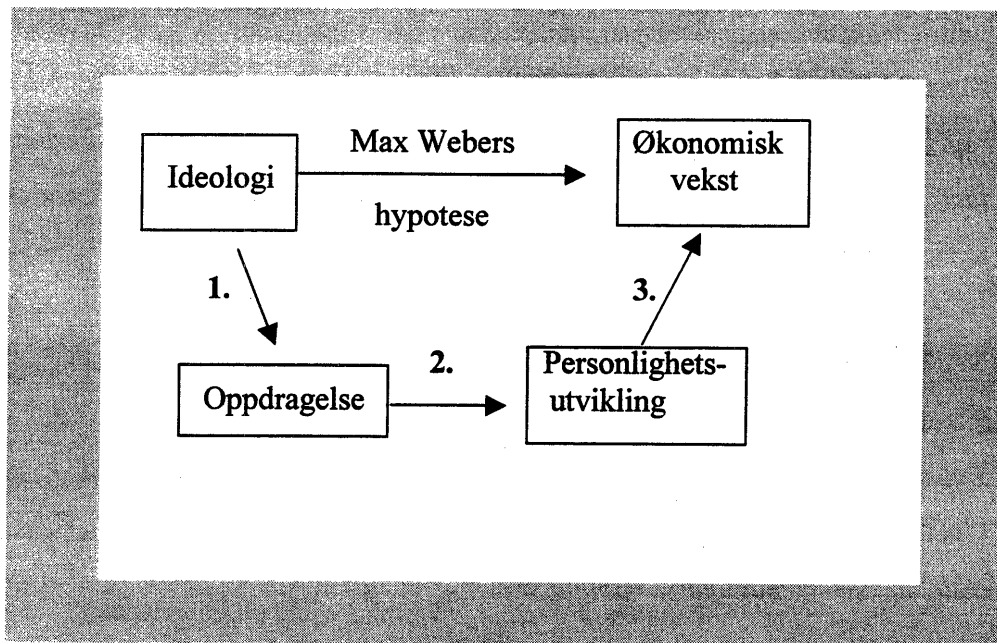 Max Webers
Økonomisk
Ideologi
vekst
hypotese
1.
3.
2.
Personlighets-
Oppdragelse
utvikling